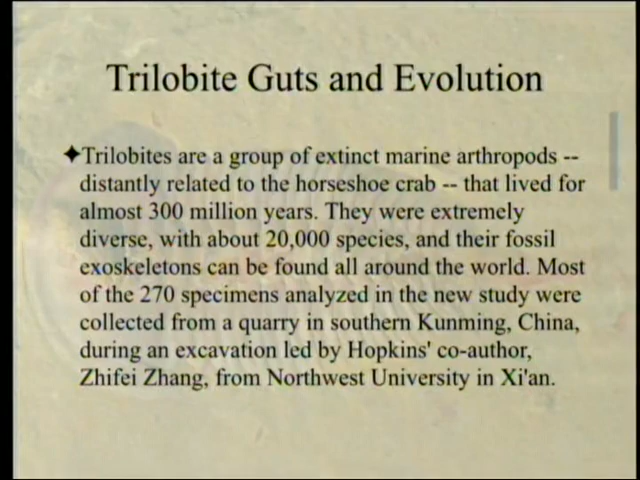 Trilobite Guts and Evolution
✦Trilobites are a group of extinct marine arthropods --
distantly related to the horseshoe crab -- that lived for
almost 300 million years. They were extremely
diverse, with about 20,000 species, and their fossil
exoskeletons can be found all around the world. Most
of the 270 specimens analyzed in the new study were
collected from a quarry in southern Kunming, China,
during an excavation led by Hopkins' co-author,
Zhifei Zhang, from Northwest University in Xi'an.